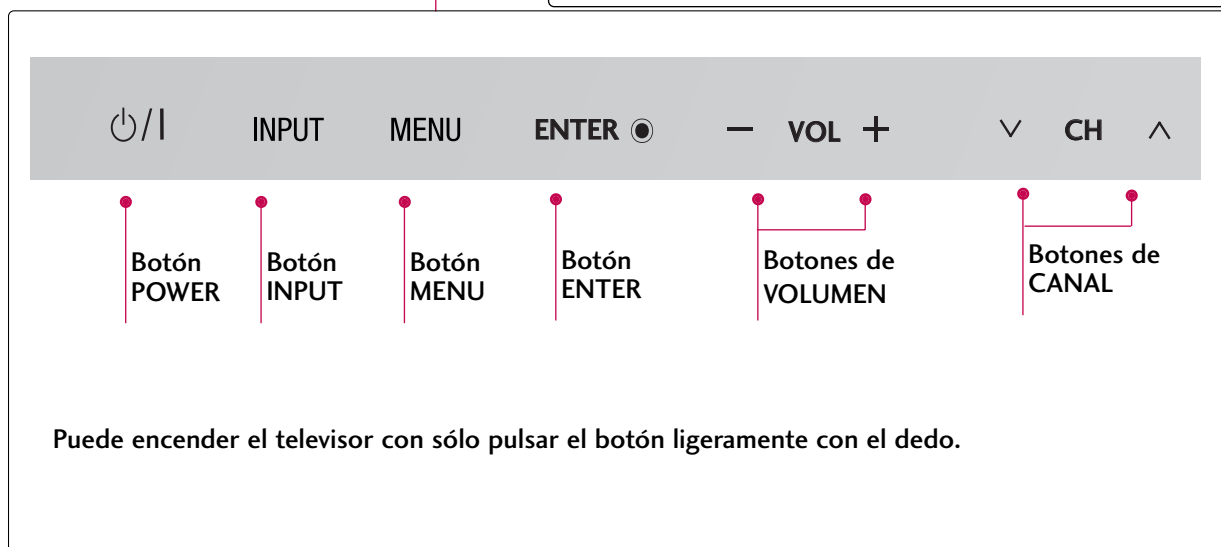 ⏻/I INPUT MENU ENTER ◉ − VOL + ∨ CH ∧
Botón
POWER
Botón
INPUT
Botón
MENU
Botón
ENTER
Botones de
VOLUMEN
Botones de
CANAL
Puede encender el televisor con sólo pulsar el botón ligeramente con el dedo.